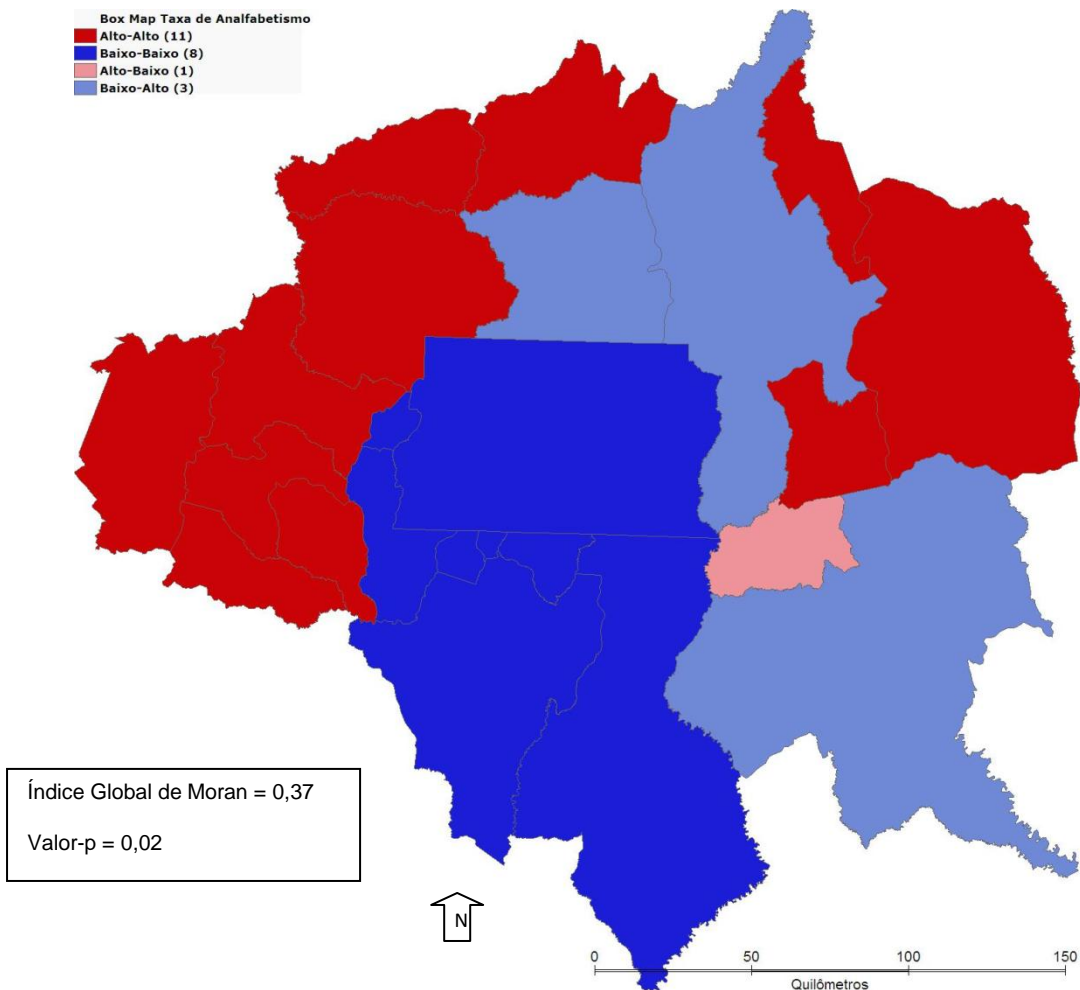 Box Map Taxa de Analfabetismo
Alto-Alto (11)
Baixo-Baixo (8)
Alto-Baixo (1)
Baixo-Alto (3)
Índice Global de Moran = 0,37
Valor-p = 0,02
N
0 50 100 150
Quilômetros